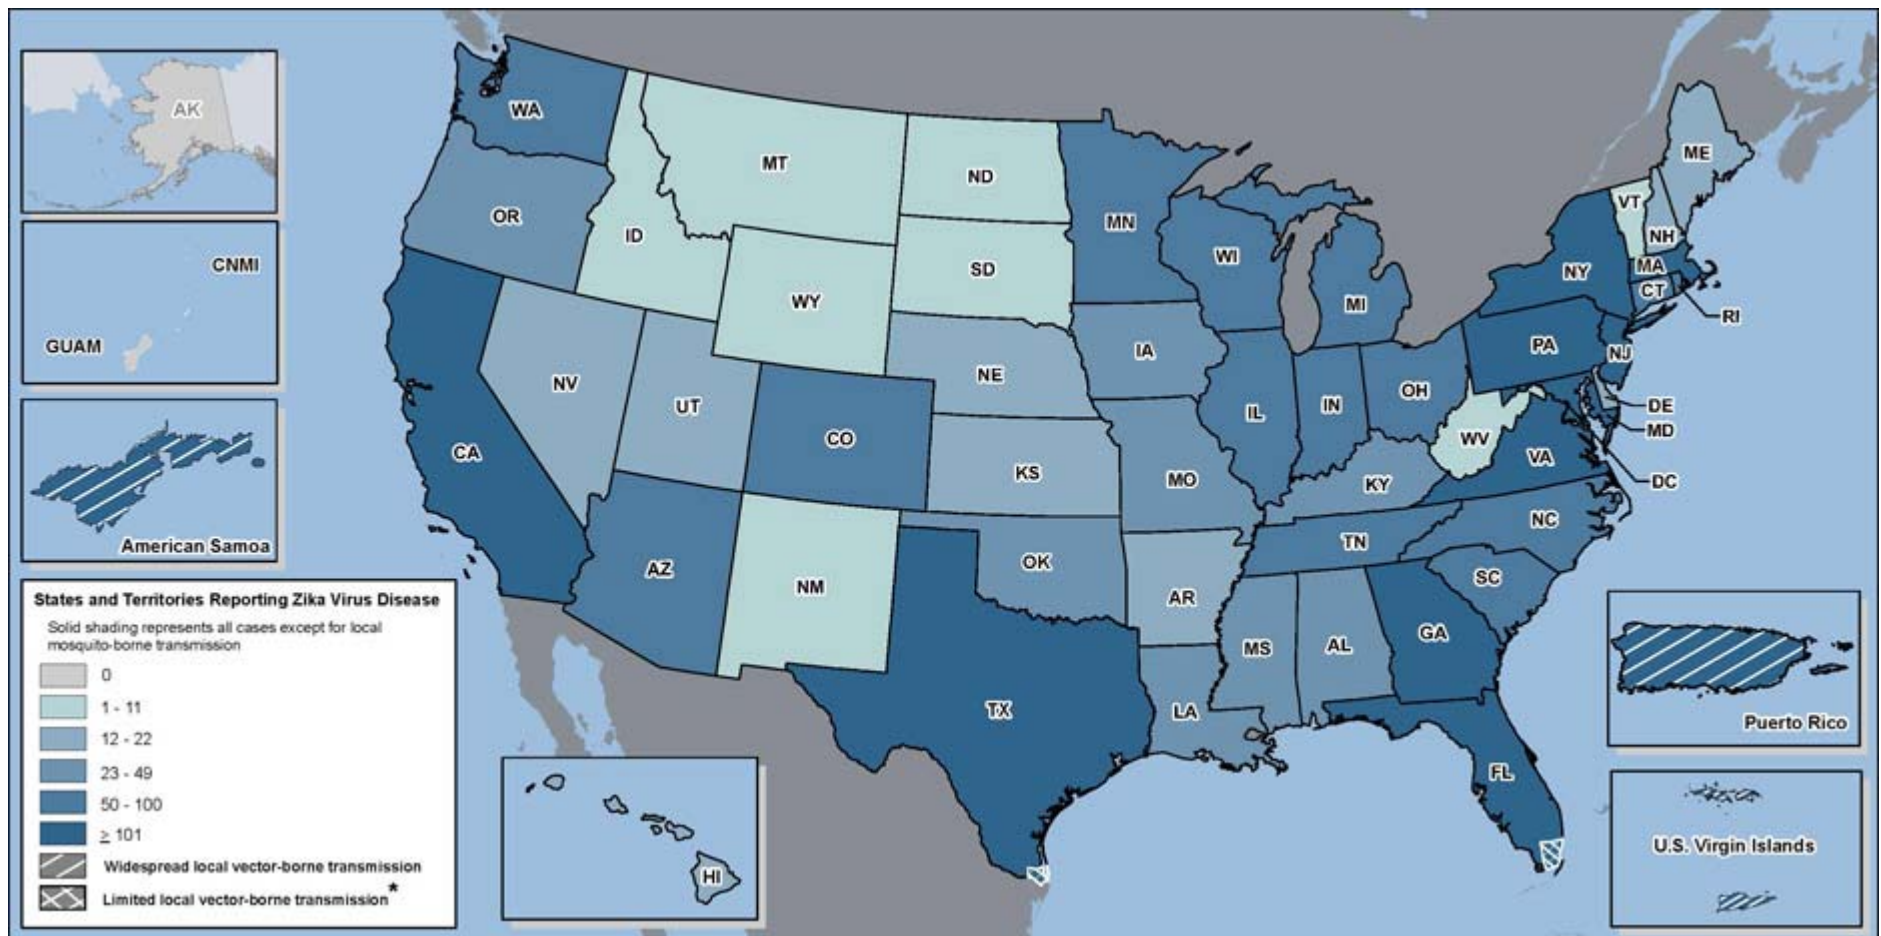 AK
CNMI
GUAM
American Samoa
States and Territories Reporting Zika Virus Disease
Solid shading represents all cases except for local
mosquito-borne transmission
0
1 - 11
12 - 22
23 - 49
50 - 100
≥ 101
Widespread local vector-borne transmission
Limited local vector-borne transmission*
WA
OR
ID
MT
ND
SD
WY
MN
WI
MI
NY
VT
NH
ME
MA
CT
RI
CA
NV
UT
CO
NE
KS
IA
MO
IL
IN
OH
PA
NJ
DE
MD
DC
WV
VA
KY
TN
NC
SC
AZ
NM
OK
AR
TX
LA
MS
AL
GA
FL
HI
Puerto Rico
U.S. Virgin Islands